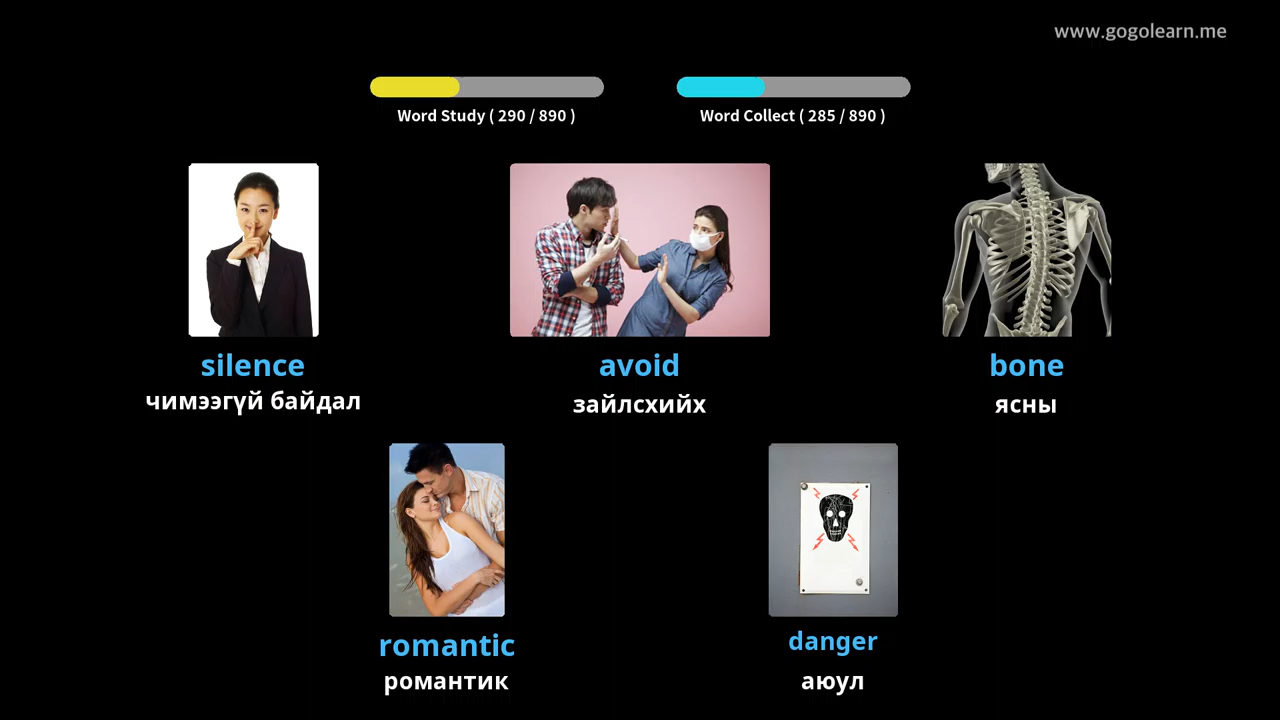 www.gogolearn.me
Word Study ( 290 / 890 )
Word Collect ( 285 / 890 )
silence
чимээгүй байдал
avoid
зайлсхийх
bone
ясны
romantic
романтик
danger
аюул